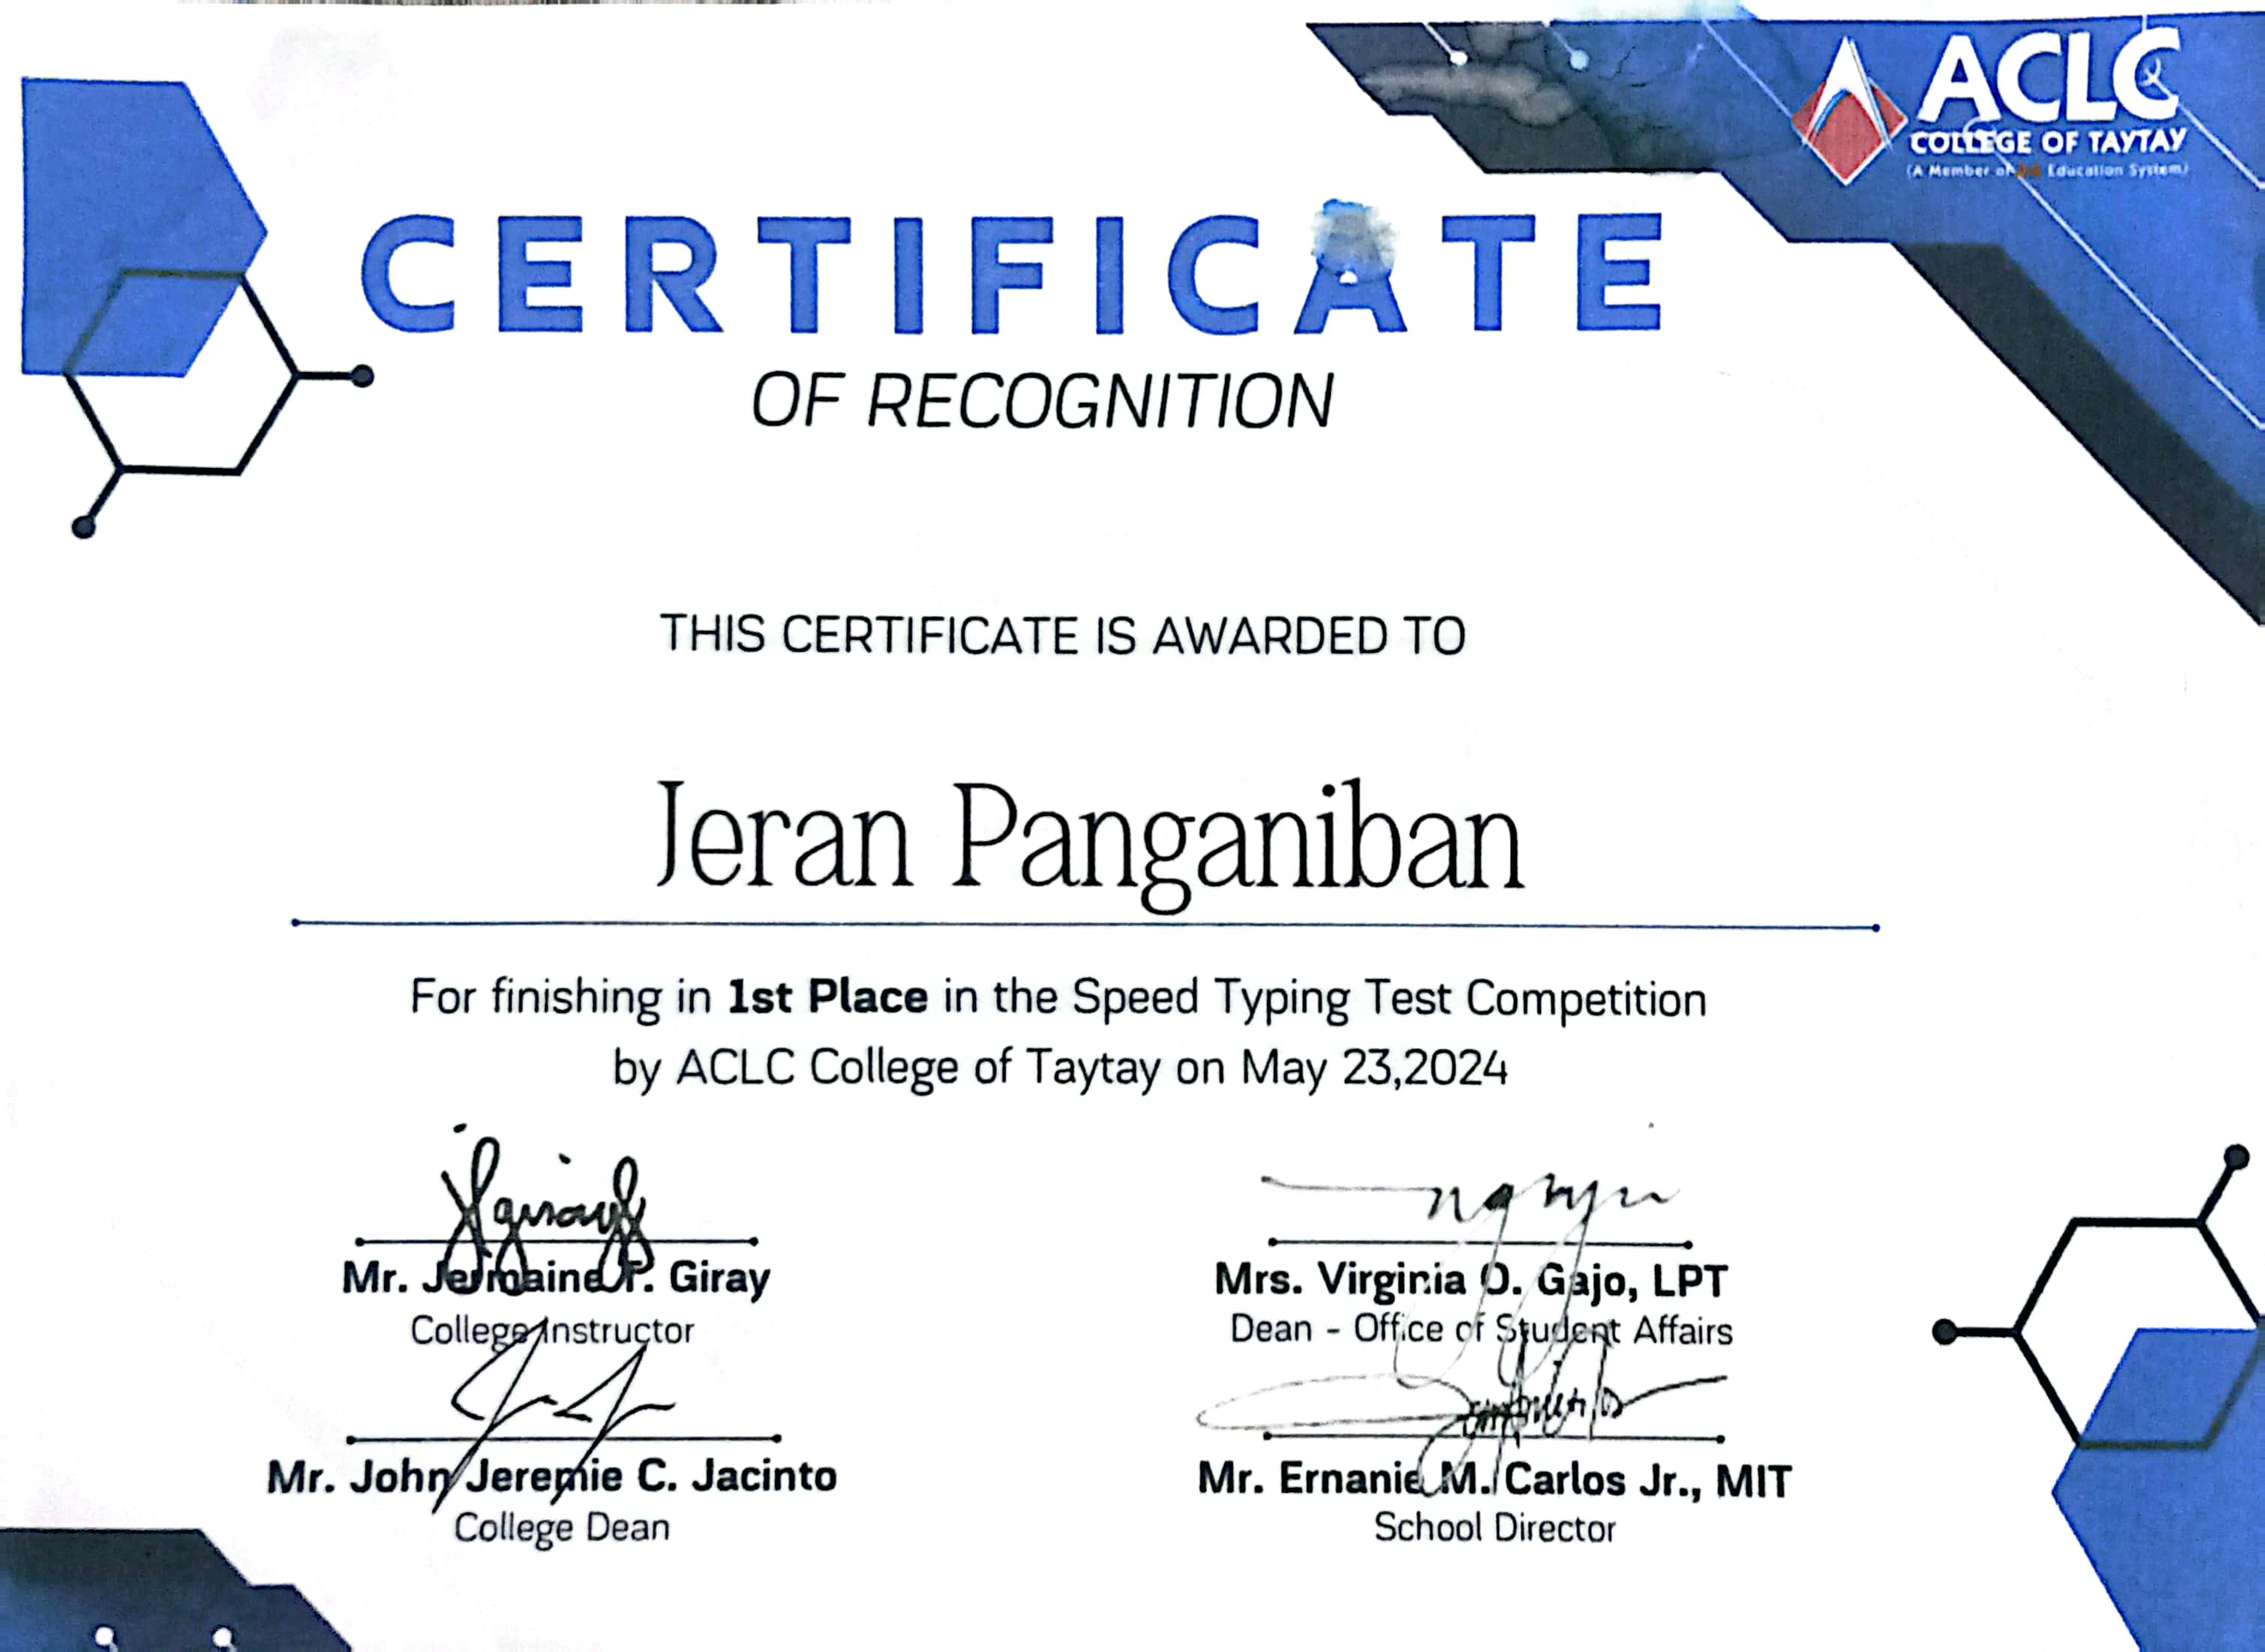 ACLC
COLLEGE OF TAYTAY
(A Member of Education System)
CERTIFICATE
OF RECOGNITION
THIS CERTIFICATE IS AWARDED TO
Jeran Panganiban
For finishing in 1st Place in the Speed Typing Test Competition
by ACLC College of Taytay on May 23,2024
Mr. Jermaine P. Giray
College Instructor
Mrs. Virginia O. Gajo, LPT
Dean - Office of Student Affairs
Mr. John Jeremie C. Jacinto
College Dean
Mr. Ernanie M. Carlos Jr., MIT
School Director